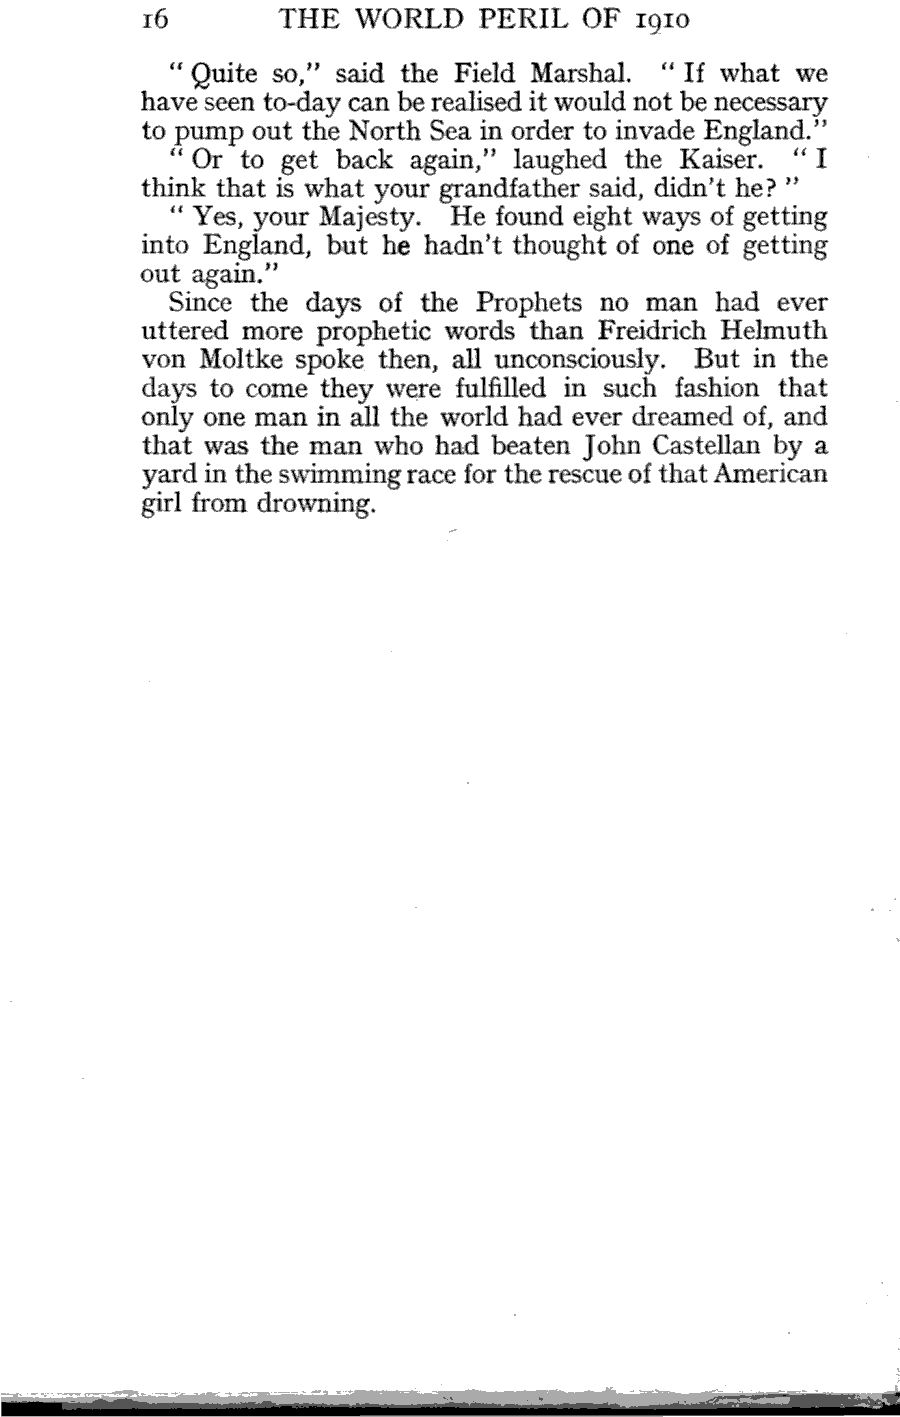 16 THE WORLD PERIL OF 1910
“ Quite so,” said the Field Marshal. “ If what we
have seen to-day can be realised it would not be necessary
to pump out the North Sea in order to invade England.”
“ Or to get back again,” laughed the Kaiser. “ I
think that is what your grandfather said, didn't he? ”
“ Yes, your Majesty. He found eight ways of getting
into England, but he hadn't thought of one of getting
out again.”
Since the days of the Prophets no man had ever
uttered more prophetic words than Freidrich Helmuth
von Moltke spoke then, all unconsciously. But in the
days to come they were fulfilled in such fashion that
only one man in all the world had ever dreamed of, and
that was the man who had beaten John Castellan by a
yard in the swimming race for the rescue of that American
girl from drowning.